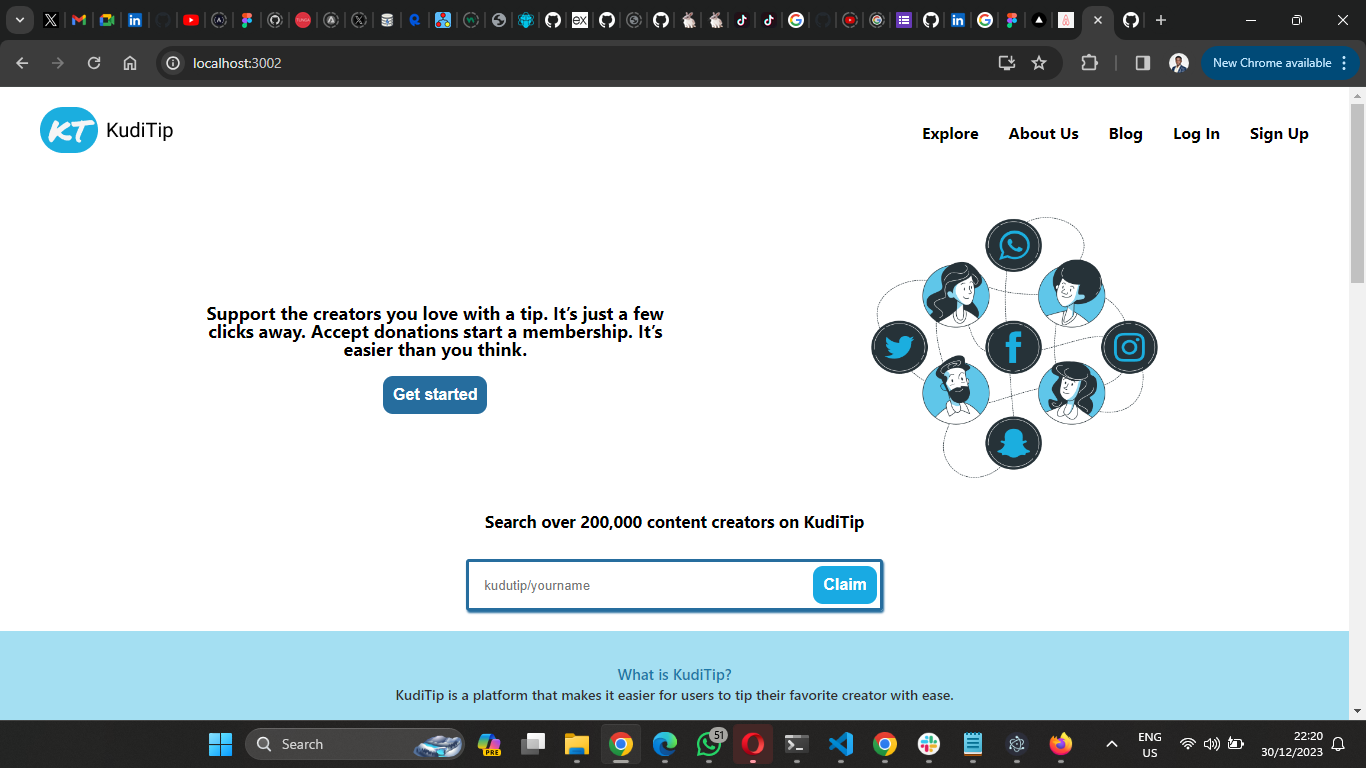 localhost:3002
New Chrome available
KT KudiTip
Explore About Us Blog Log In Sign Up
Support the creators you love with a tip. It’s just a few
clicks away. Accept donations start a membership. It’s
easier than you think.
Get started
Search over 200,000 content creators on KudiTip
kudutip/yourname Claim
What is KudiTip?
KudiTip is a platform that makes it easier for users to tip their favorite creator with ease.
Search
PRE
51
ENG
US
22:20
30/12/2023